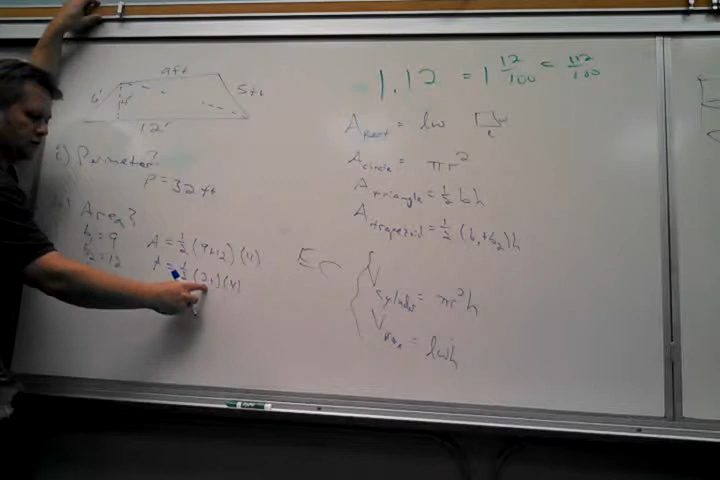 9ft
6'
4'
5ft
12'
i) Perimeter?
P = 32 ft
Area?
b₁ = 9
b₂ = 12
A = ½ (9+12) (4)
A = ½ (21) (4)
1.12 = 1 12/100 = 112/100
A Rect = lw
w
l
A circle = πr²
A triangle = ½ bh
A trapezoid = ½ (b₁+b₂)h
V cylinder = πr²h
V = lwh